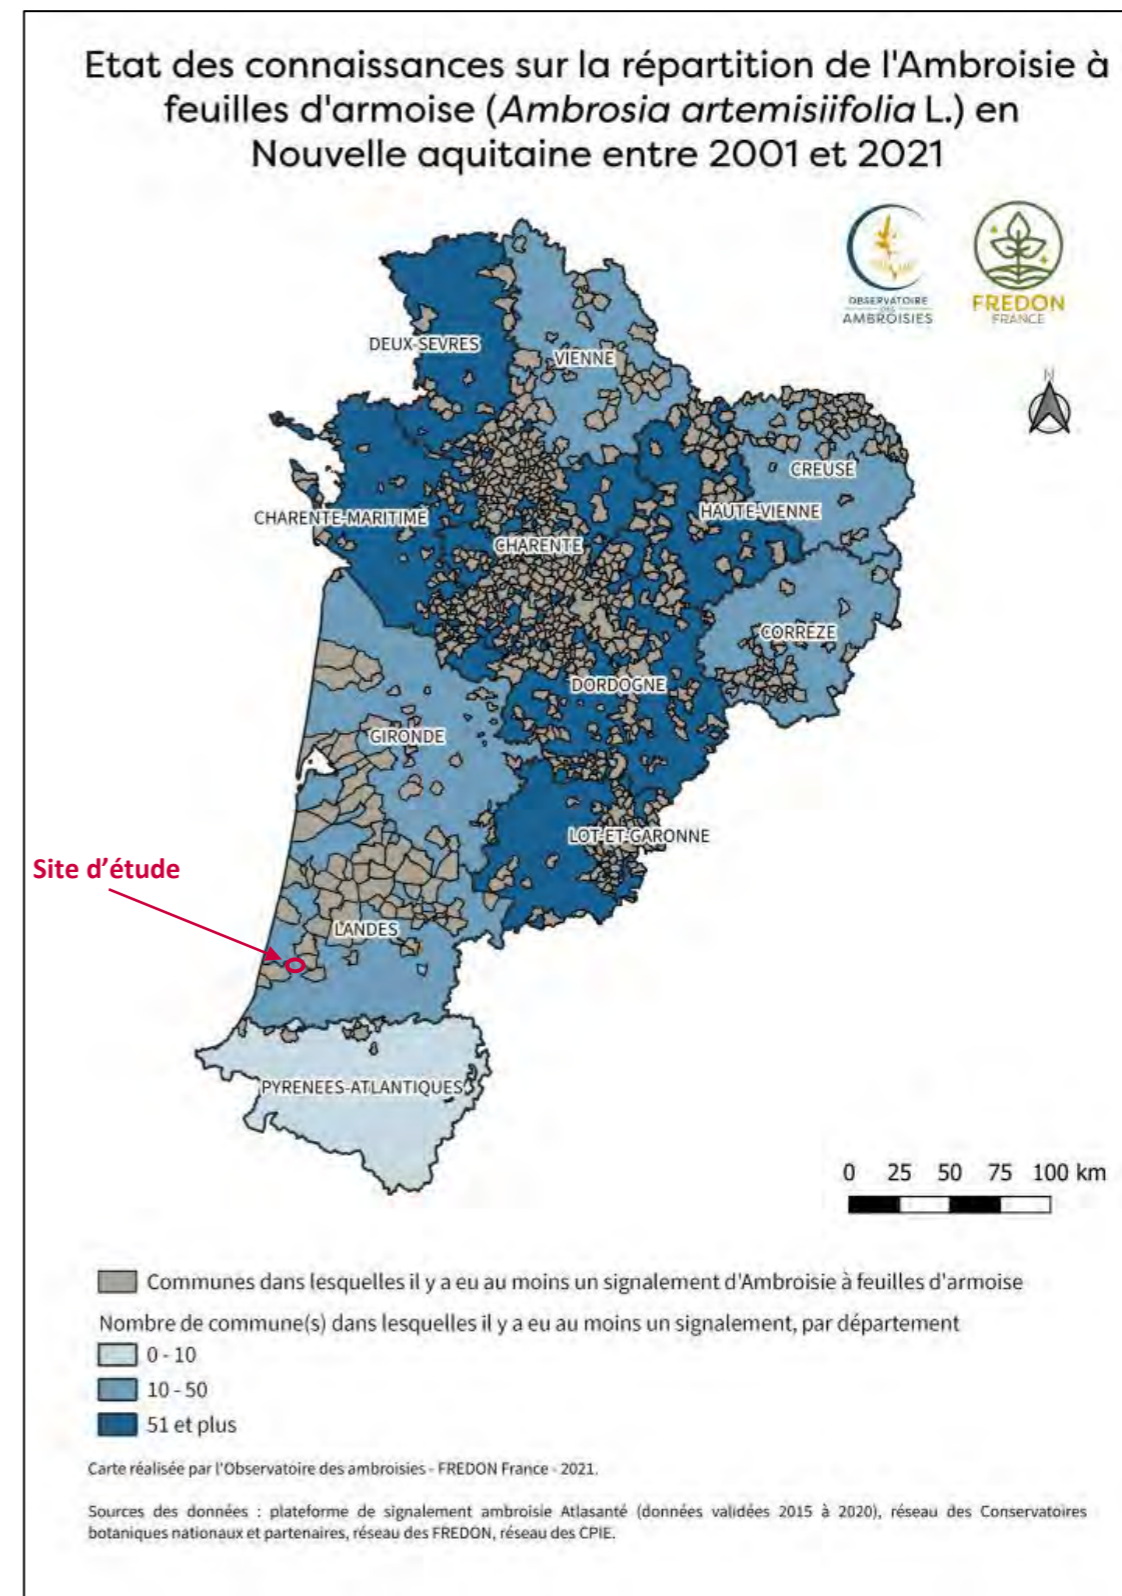 Etat des connaissances sur la répartition de l'Ambroisie à
feuilles d'armoise (Ambrosia artemisiifolia L.) en
Nouvelle aquitaine entre 2001 et 2021
OBSERVATOIRE
DES
AMBROISIES
FREDON
FRANCE
N
DEUX-SEVRES
VIENNE
CREUSE
HAUTE-VIENNE
CHARENTE-MARITIME
CHARENTE
CORREZE
DORDOGNE
GIRONDE
LOT-ET-GARONNE
Site d'étude
LANDES
PYRENEES-ATLANTIQUES
0 25 50 75 100 km
Communes dans lesquelles il y a eu au moins un signalement d'Ambroisie à feuilles d'armoise
Nombre de commune(s) dans lesquelles il y a eu au moins un signalement, par département
0 - 10
10 - 50
51 et plus
Carte réalisée par l'Observatoire des ambroisies - FREDON France - 2021.
Sources des données : plateforme de signalement ambroisie Atlasanté (données validées 2015 à 2020), réseau des Conservatoires
botaniques nationaux et partenaires, réseau des FREDON, réseau des CPIE.